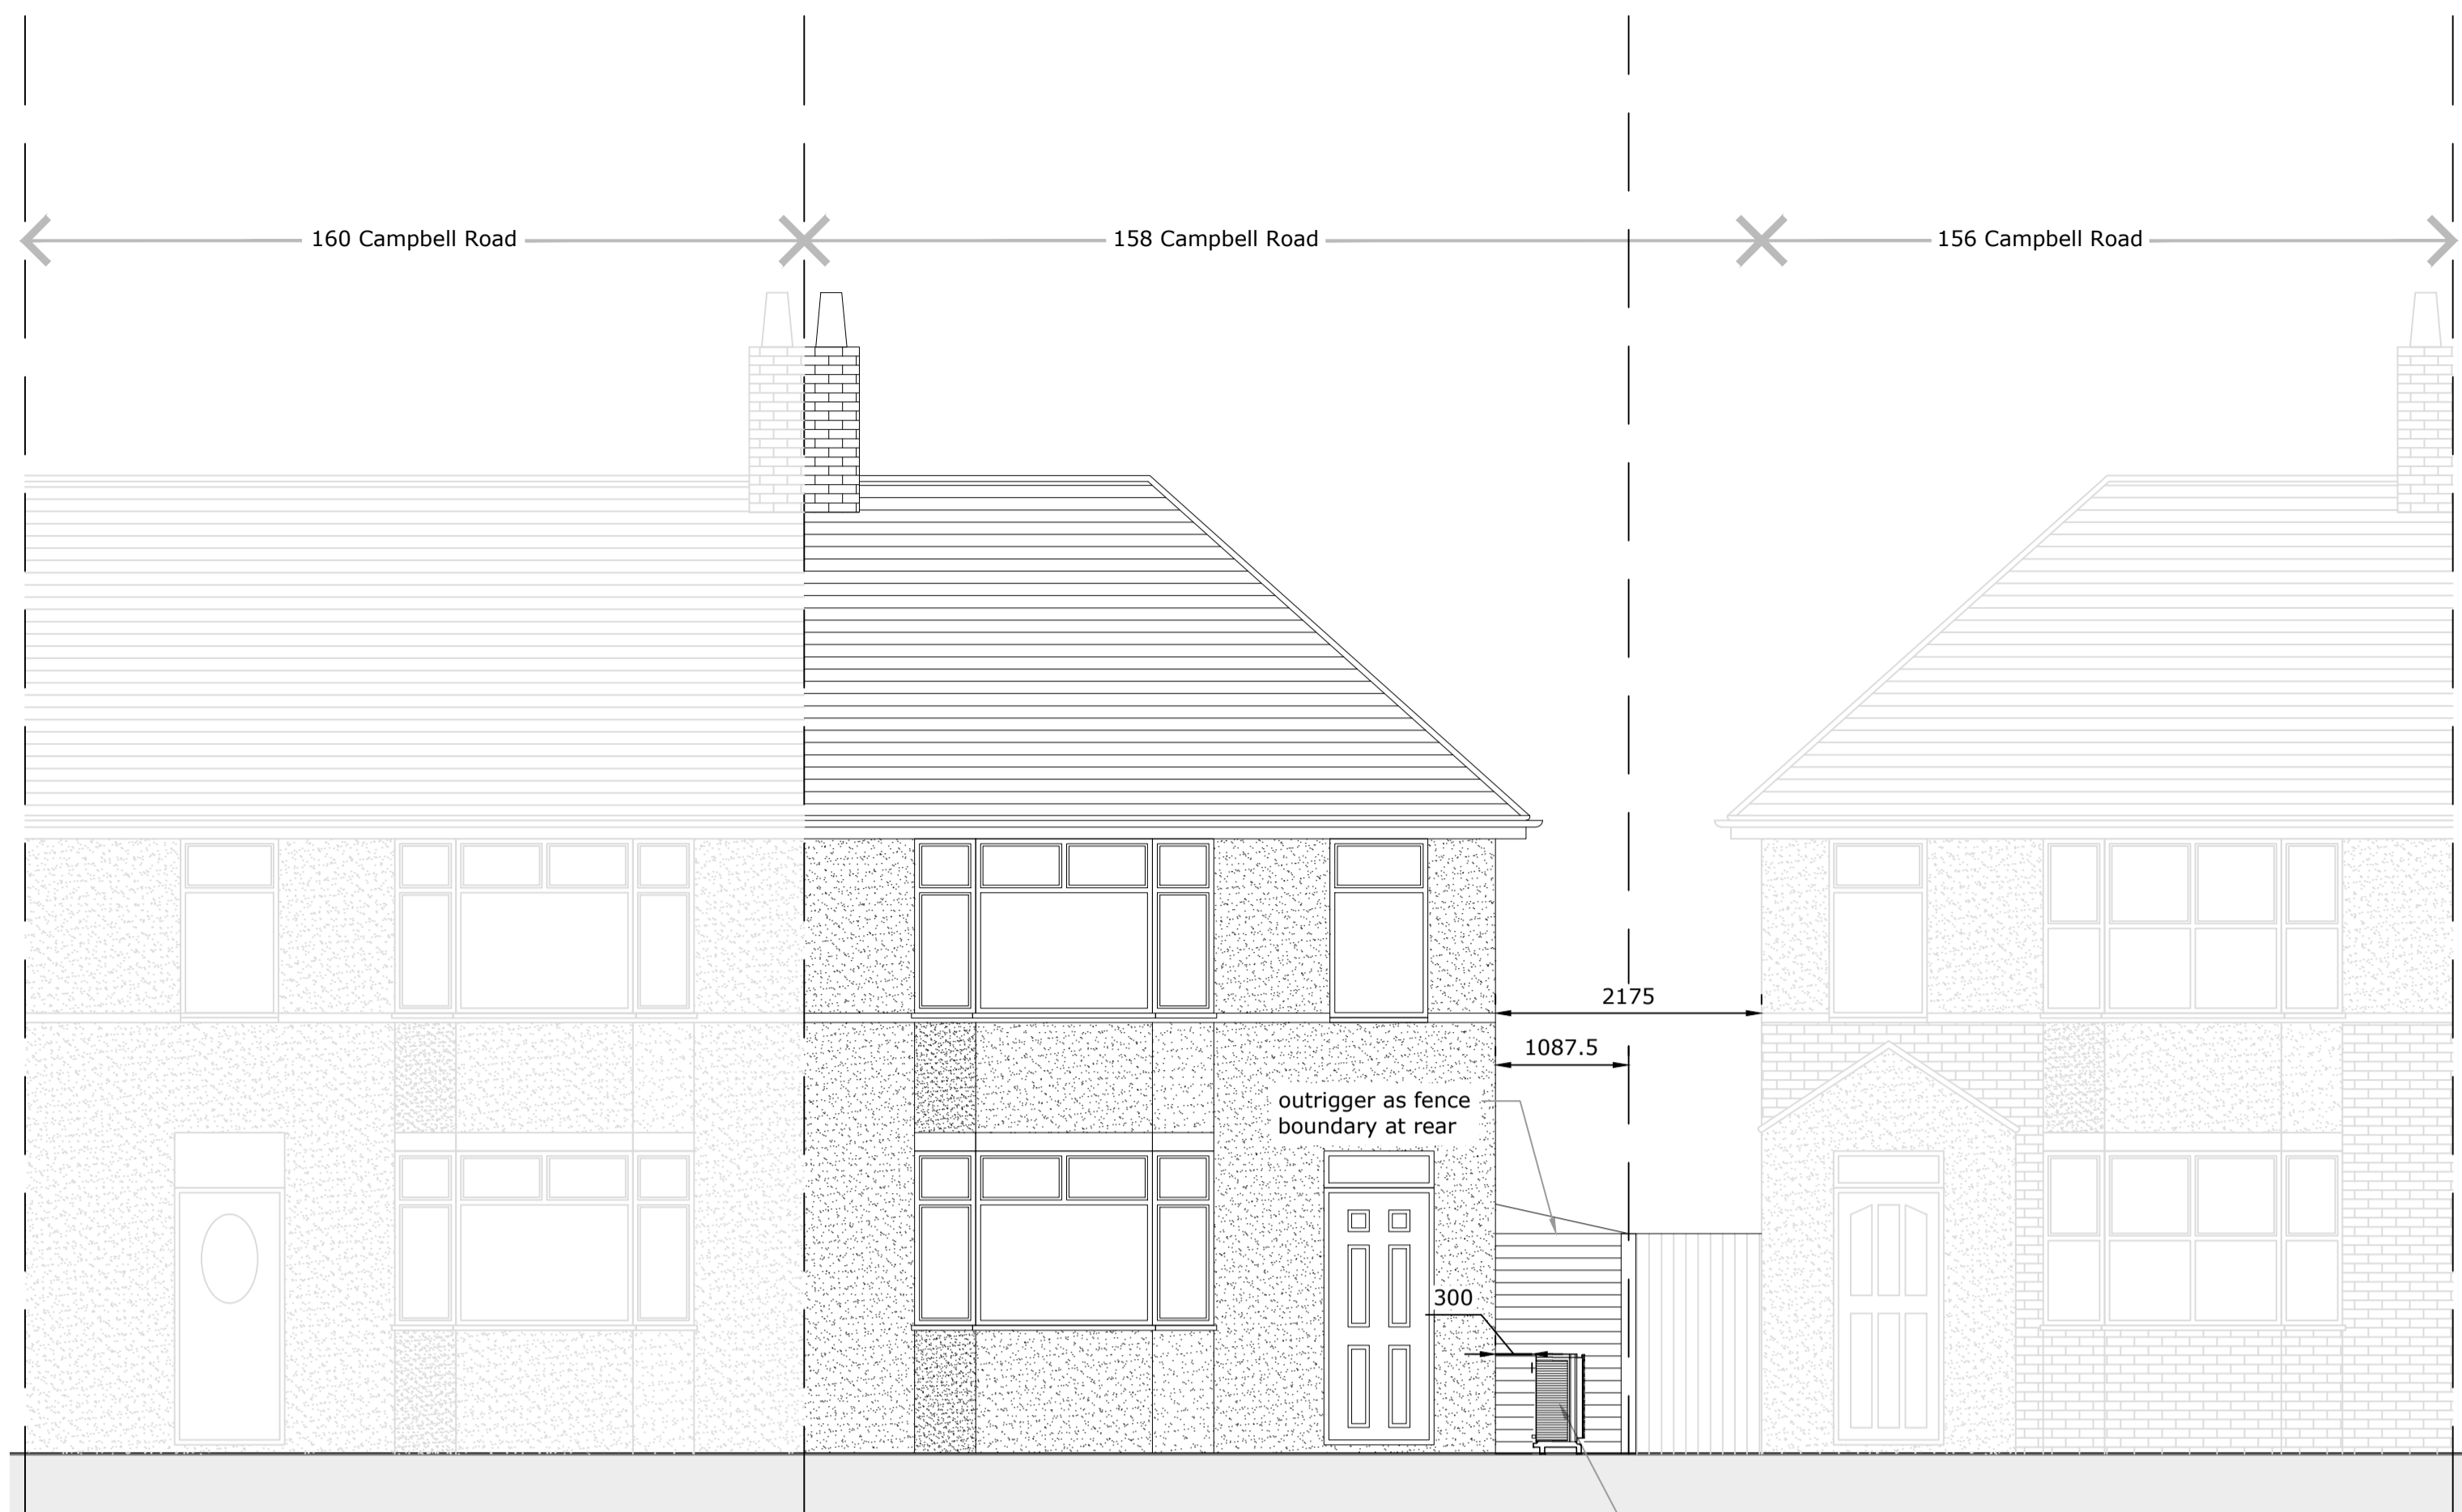 160 Campbell Road
158 Campbell Road
156 Campbell Road
2175
1087.5
outrigger as fence
boundary at rear
300